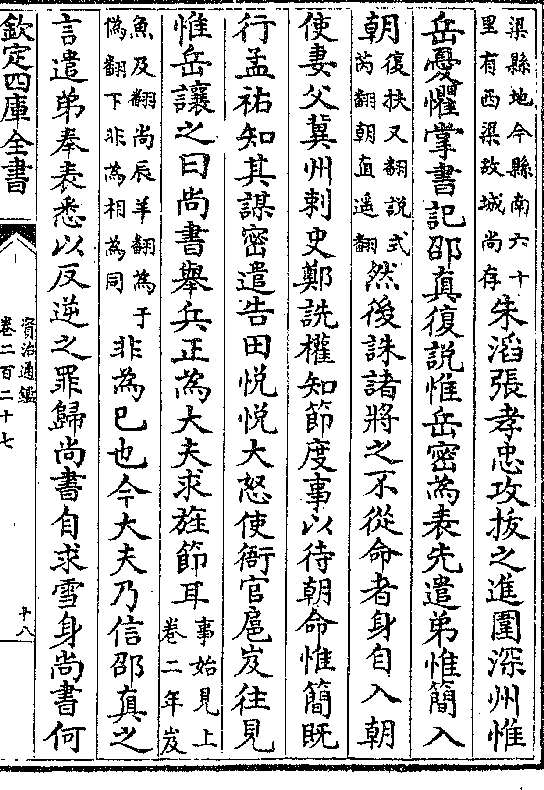 渠縣地今縣南六十
里有西渠故城尚存
朱滔張孝忠攻拔之進圍深州惟
岳憂懼掌書記邵真復說惟岳密為表先遣弟惟簡入
朝
復扶又翻說式
芮翻朝直遥翻
然後誅諸將之不從命者身自入朝
使妻父冀州刺史鄭詵權知節度事以待朝命惟簡旣
行孟祐知其謀密遣告田悦悦大怒使衙官扈岌往見
惟岳讓之曰尚書舉兵正為大夫求旌節耳
事始見上
卷二年岌
魚及翻尚辰羊翻為于
偽翻下非為相為同
非為己也今大夫乃信邵真之
言遣弟奉表悉以反逆之罪歸尚書自求雪身尚書何
欽定四庫全書
資治通鑑
卷二百二十七
十八